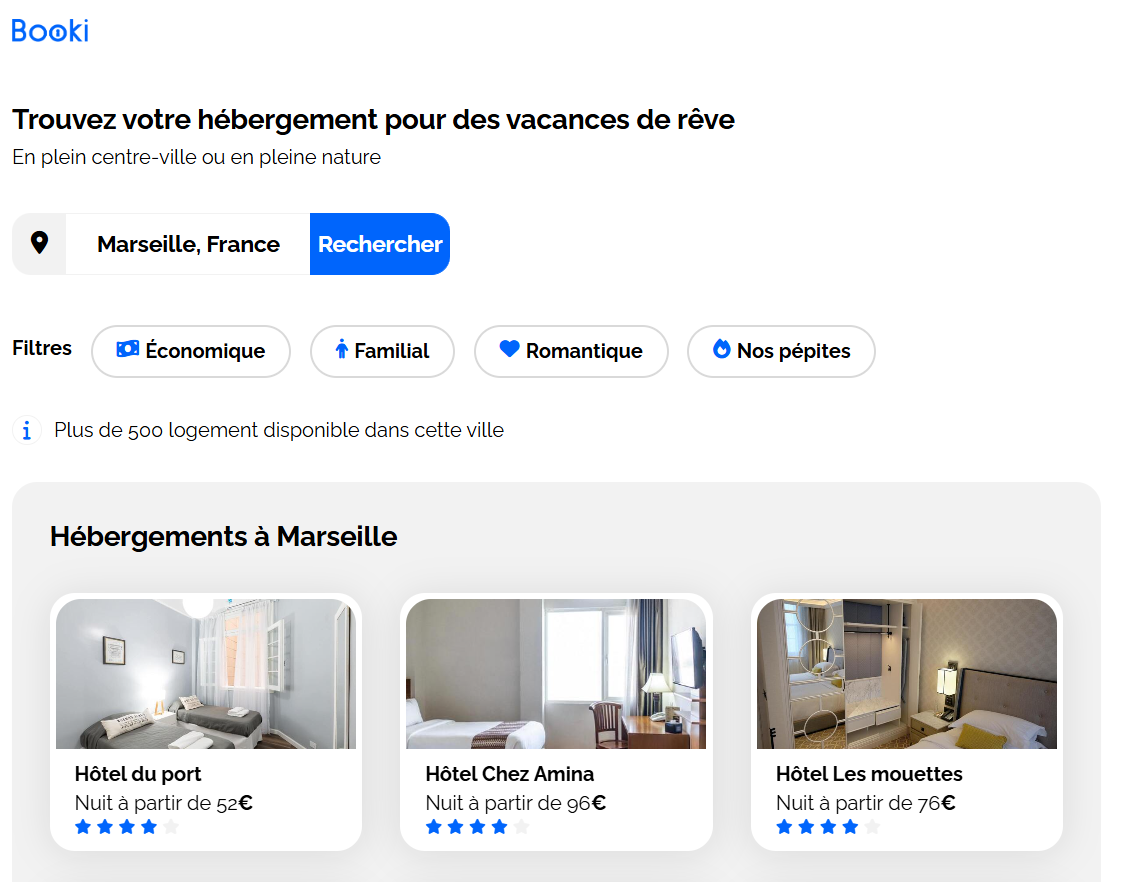 Booki
Trouvez votre hébergement pour des vacances de rêve
En plein centre-ville ou en pleine nature
Marseille, France Rechercher
Filtres Économique Familial Romantique Nos pépites
Plus de 500 logement disponible dans cette ville
Hébergements à Marseille
Hôtel du port
Nuit à partir de 52€
Hôtel Chez Amina
Nuit à partir de 96€
Hôtel Les mouettes
Nuit à partir de 76€